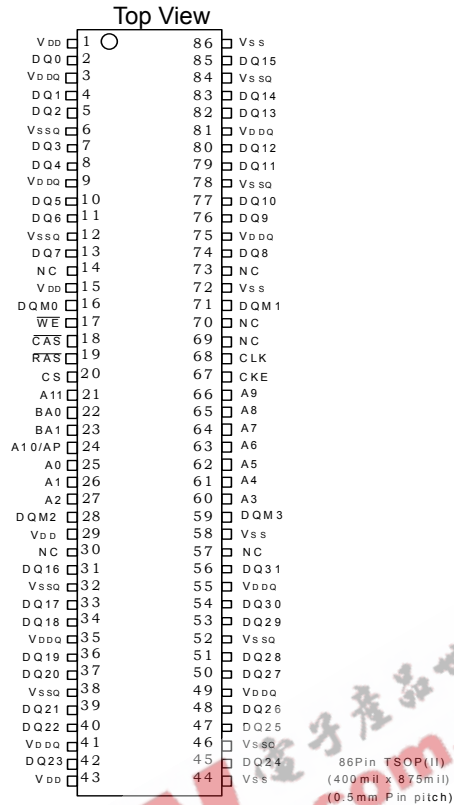 Top View
VDD 1 86 Vss
DQ0 2 85 DQ15
VDDQ 3 84 VssQ
DQ1 4 83 DQ14
DQ2 5 82 DQ13
VssQ 6 81 VDDQ
DQ3 7 80 DQ12
DQ4 8 79 DQ11
VDDQ 9 78 VssQ
DQ5 10 77 DQ10
DQ6 11 76 DQ9
VssQ 12 75 VDDQ
DQ7 13 74 DQ8
NC 14 73 NC
VDD 15 72 Vss
DQM0 16 71 DQM1
WE 17 70 NC
CAS 18 69 NC
RAS 19 68 CLK
CS 20 67 CKE
A11 21 66 A9
BA0 22 65 A8
BA1 23 64 A7
A10/AP 24 63 A6
A0 25 62 A5
A1 26 61 A4
A2 27 60 A3
DQM2 28 59 DQM3
VDD 29 58 Vss
NC 30 57 NC
DQ16 31 56 DQ31
VssQ 32 55 VDDQ
DQ17 33 54 DQ30
DQ18 34 53 DQ29
VDDQ 35 52 VssQ
DQ19 36 51 DQ28
DQ20 37 50 DQ27
VssQ 38 49 VDDQ
DQ21 39 48 DQ26
DQ22 40 47 DQ25
VDDQ 41 46 VssQ
DQ23 42 45 DQ24
VDD 43 44 Vss
86Pin TSOP(II)
(400mil x 875mil)
(0.5mm Pin pitch)